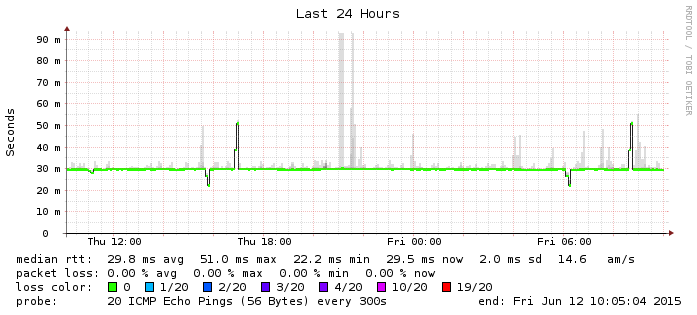 Last 24 Hours
RRDTOOL / TOBI OETIKER
Seconds
90 m
80 m
70 m
60 m
50 m
40 m
30 m
20 m
10 m
0
Thu 12:00 Thu 18:00 Fri 00:00 Fri 06:00
median rtt: 29.8 ms avg 51.0 ms max 22.2 ms min 29.5 ms now 2.0 ms sd 14.6 am/s
packet loss: 0.00 % avg 0.00 % max 0.00 % min 0.00 % now
loss color: 0 1/20 2/20 3/20 4/20 10/20 19/20
probe: 20 ICMP Echo Pings (56 Bytes) every 300s end: Fri Jun 12 10:05:04 2015